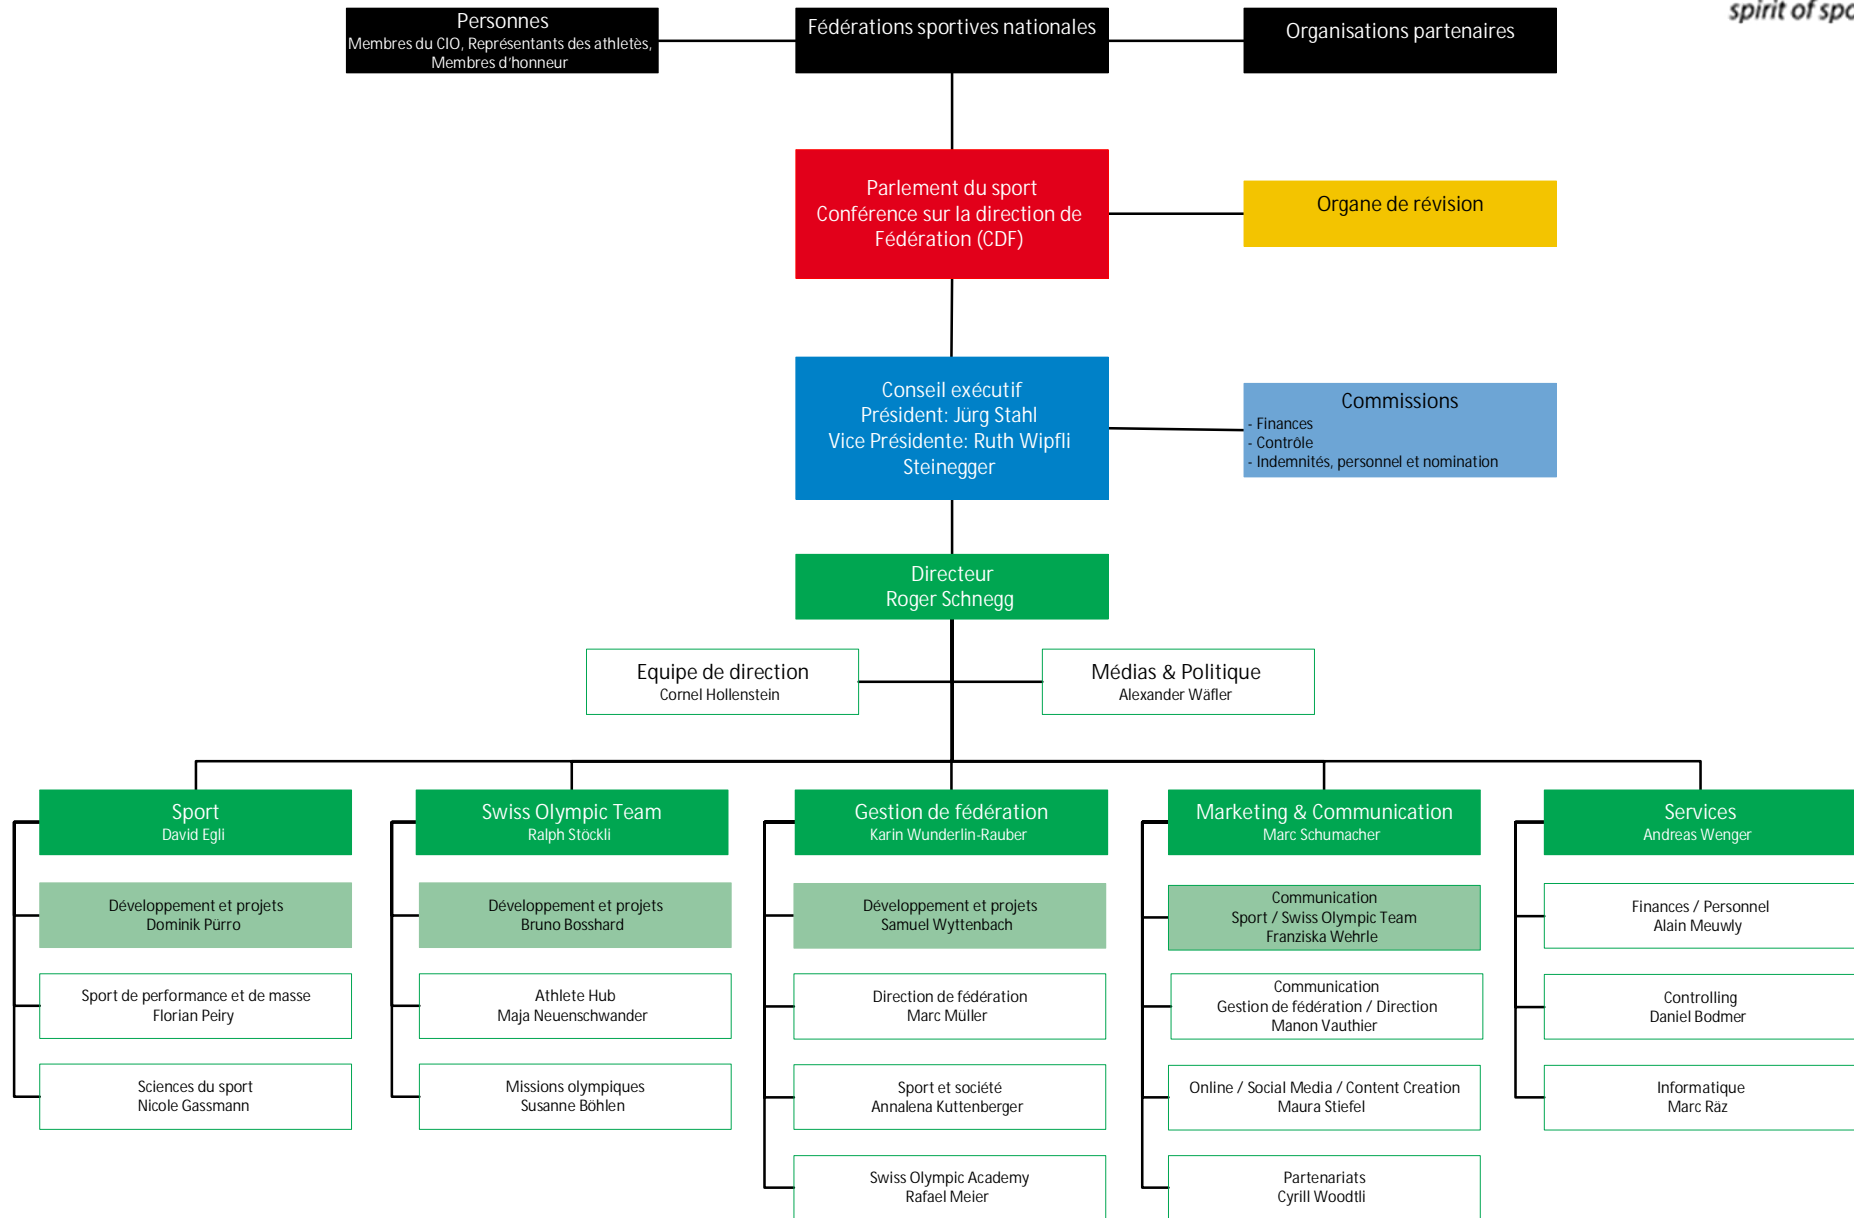 spirit of spo
Personnes
Membres du CIO, Représentants des athletès,
Membres d'honneur
Fédérations sportives nationales
Organisations partenaires
Parlement du sport
Conférence sur la direction de
Fédération (CDF)
Organe de révision
Conseil exécutif
Président: Jürg Stahl
Vice Présidente: Ruth Wipfli
Steinegger
Commissions
- Finances
- Contrôle
- Indemnités, personnel et nomination
Directeur
Roger Schnegg
Equipe de direction
Cornel Hollenstein
Médias & Politique
Alexander Wäfler
Sport
David Egli
Swiss Olympic Team
Ralph Stöckli
Gestion de fédération
Karin Wunderlin-Rauber
Marketing & Communication
Marc Schumacher
Services
Andreas Wenger
Développement et projets
Dominik Pürro
Développement et projets
Bruno Bosshard
Développement et projets
Samuel Wyttenbach
Communication
Sport / Swiss Olympic Team
Franziska Wehrle
Finances / Personnel
Alain Meuwly
Sport de performance et de masse
Florian Peiry
Athlete Hub
Maja Neuenschwander
Direction de fédération
Marc Müller
Communication
Gestion de fédération / Direction
Manon Vauthier
Controlling
Daniel Bodmer
Sciences du sport
Nicole Gassmann
Missions olympiques
Susanne Böhlen
Sport et société
Annalena Kuttenberger
Online / Social Media / Content Creation
Maura Stiefel
Informatique
Marc Räz
Swiss Olympic Academy
Rafael Meier
Partenariats
Cyrill Woodtli